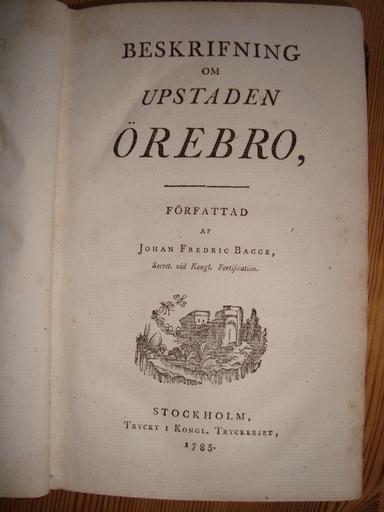 BESKRIFNING
OM
UPSTADEN
ÖREBRO,
FÖRFATTAD
AF
JOHAN FREDRIC BAGGE,
Secret. vid Kongl. Fortification.
STOCKHOLM,
TRYCKT I KONGL. TRYCKERIET,
1785.